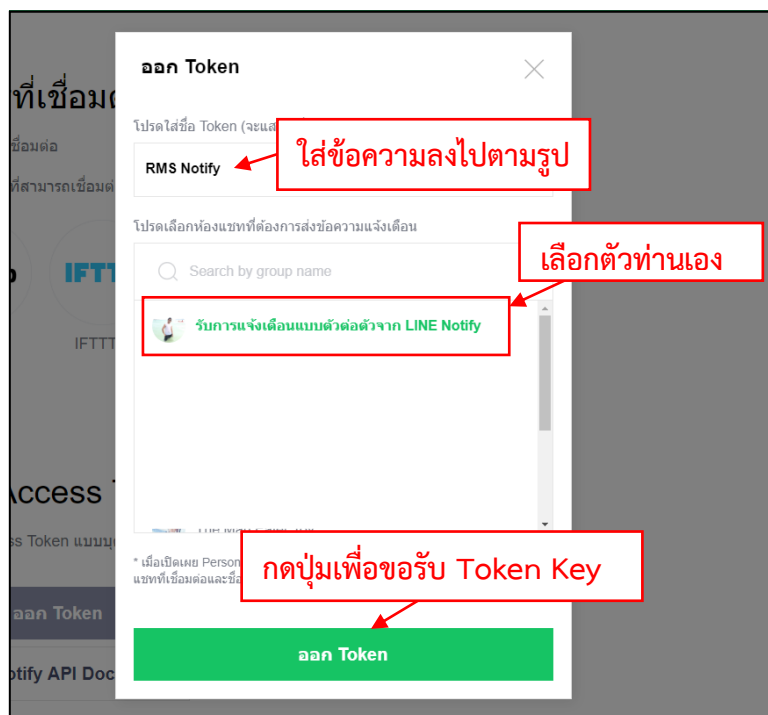 ออก Token
ที่เชื่อมต
โปรดใส่ชื่อ Token (จะแส
ใส่ข้อความลงไปตามรูป
ชื่อมต่อ
RMS Notify
ที่สามารถเชื่อมต่
โปรดเลือกห้องแชทที่ต้องการส่งข้อความแจ้งเตือน
เลือกตัวท่านเอง
Search by group name
IFTT
รับการแจ้งเตือนแบบตัวต่อตัวจาก LINE Notify
IFTTT
Access
ss Token แบบบุ
* เมื่อเปิดเผย Person
แชทที่เชื่อมต่อและชื่อ
กดปุ่มเพื่อขอรับ Token Key
ออก Token
ออก Token
otify API Doc